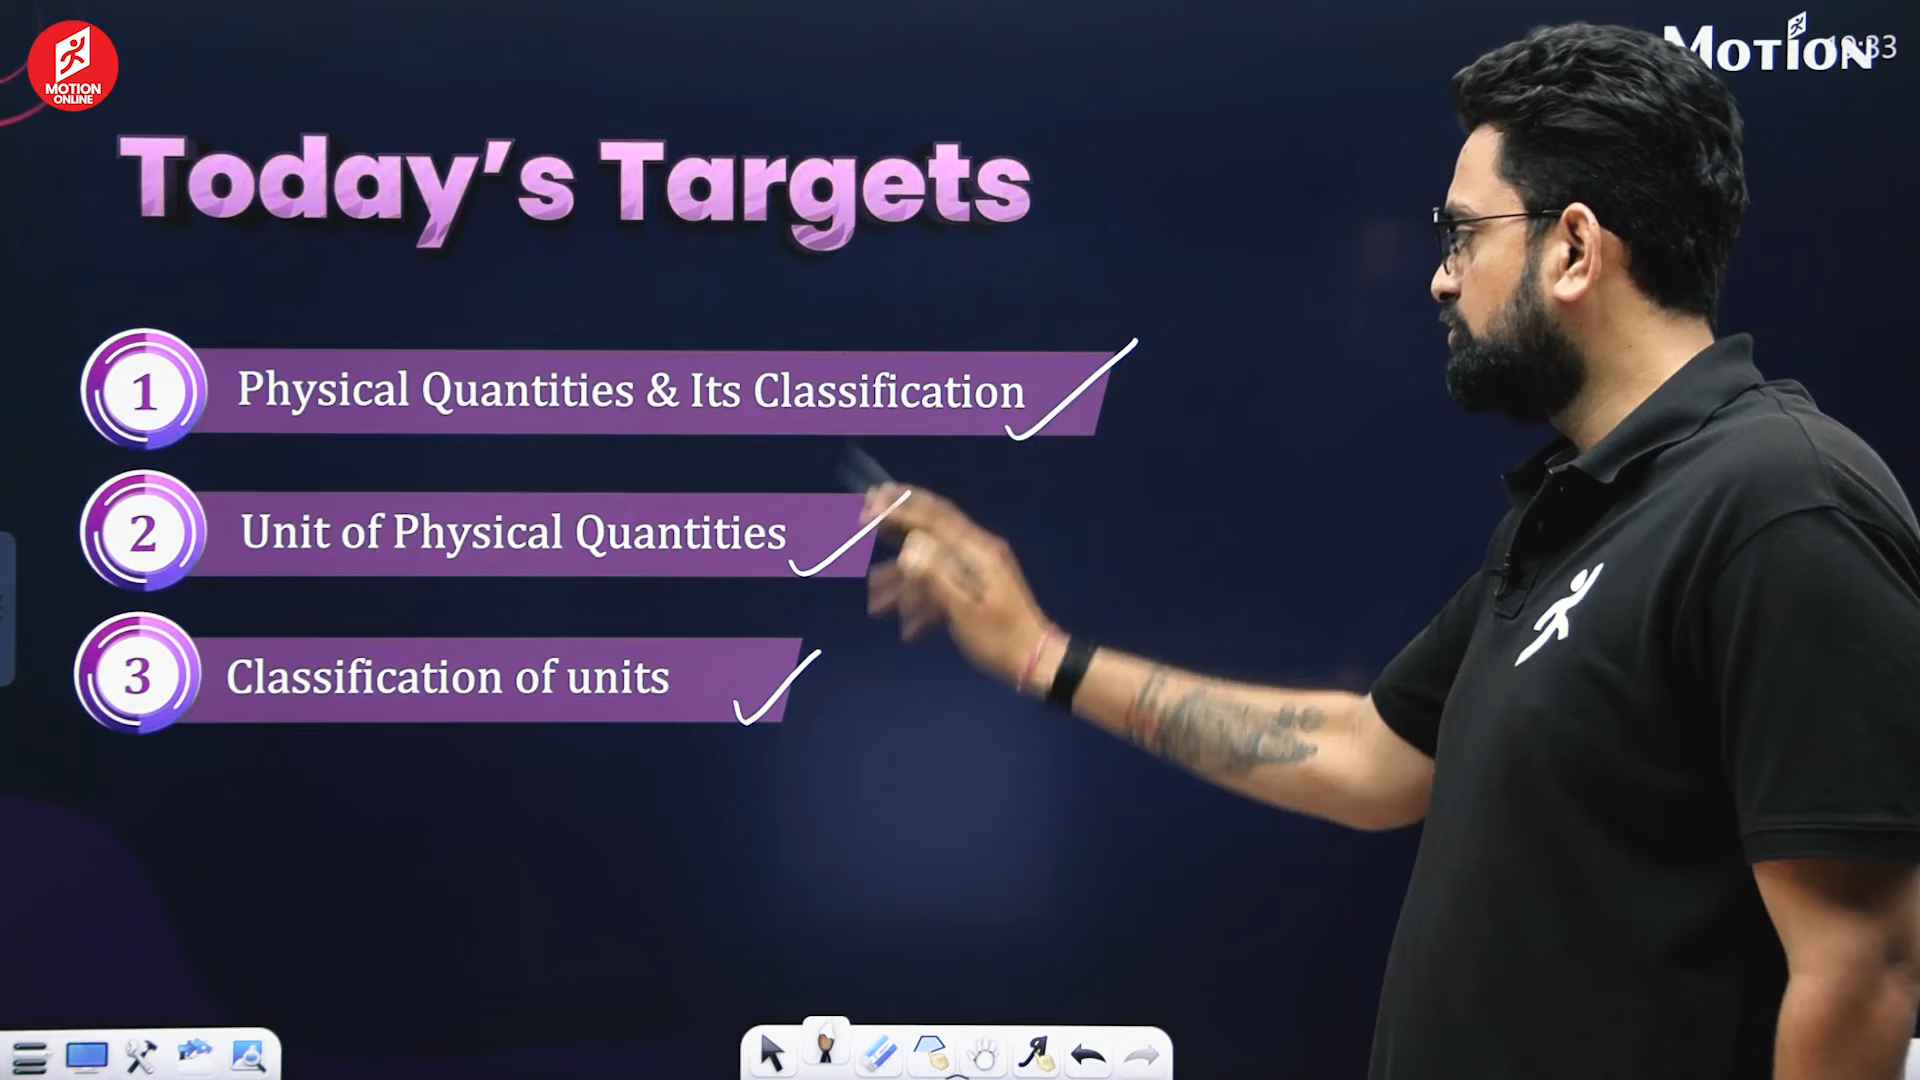 MOTION
ONLINE
MOTION
Today's Targets
1 Physical Quantities & Its Classification
2 Unit of Physical Quantities
3 Classification of units